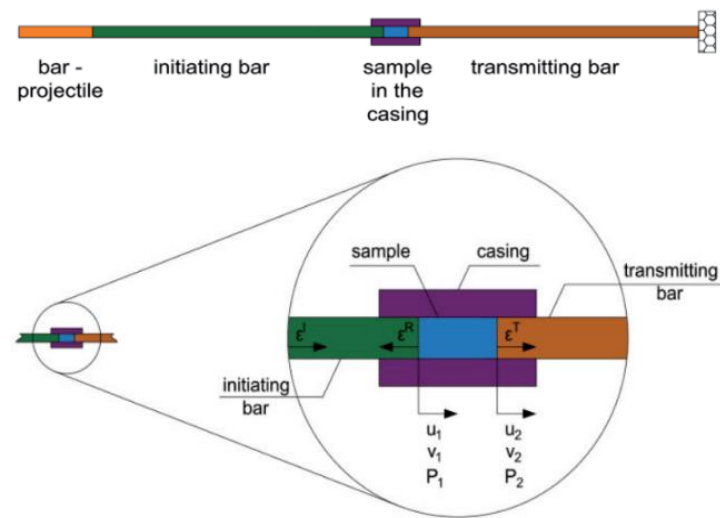 bar -
projectile
initiating bar
sample
in the
casing
transmitting bar
sample
casing
transmitting
bar
ε^I
ε^R
ε^T
initiating
bar
u₁
v₁
P₁
u₂
v₂
P₂